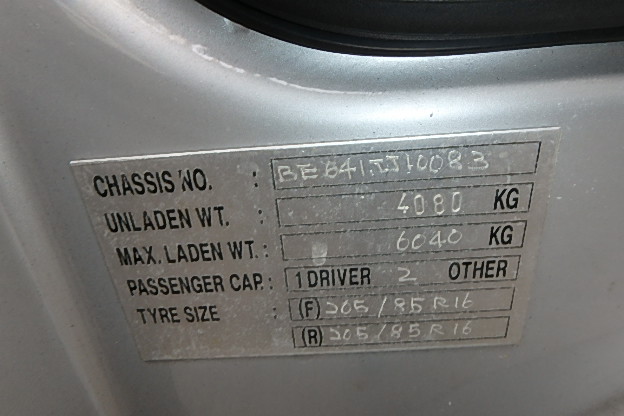 CHASSIS NO. : BE641JJ10083
UNLADEN WT. : 4080 KG
MAX. LADEN WT. : 6040 KG
PASSENGER CAP. : 1 DRIVER 2 OTHER
TYRE SIZE : (F) 205/85R16
(R) 205/85R16